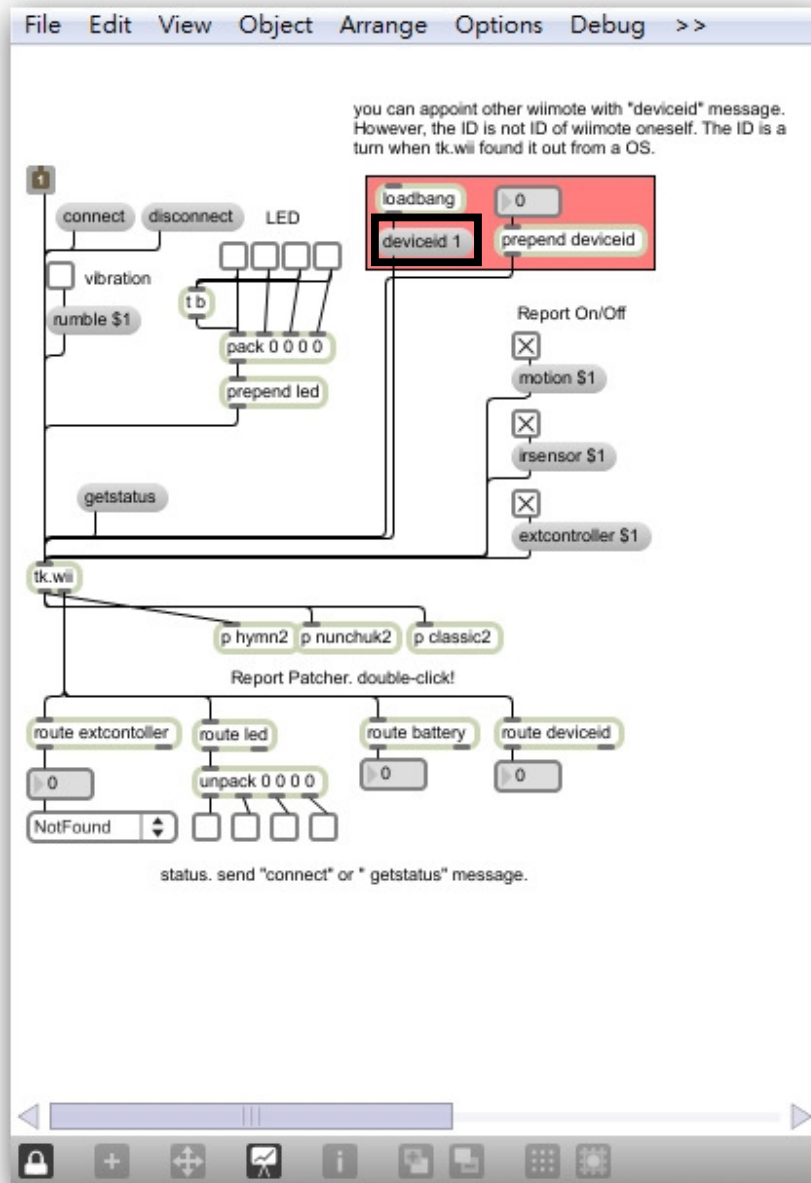 File Edit View Object Arrange Options Debug >>
you can appoint other wiimote with "deviceid" message.
However, the ID is not ID of wiimote oneself. The ID is a
turn when tk.wii found it out from a OS.
1
loadbang
0
connect
disconnect
LED
deviceid 1
prepend deviceid
vibration
t b
rumble $1
Report On/Off
pack 0 0 0 0
motion $1
prepend led
irsensor $1
getstatus
extcontroller $1
tk.wii
p hymn2
p nunchuk2
p classic2
Report Patcher. double-click!
route extcontoller
route led
route battery
route deviceid
0
unpack 0 0 0 0
0
0
NotFound
status. send "connect" or " getstatus" message.